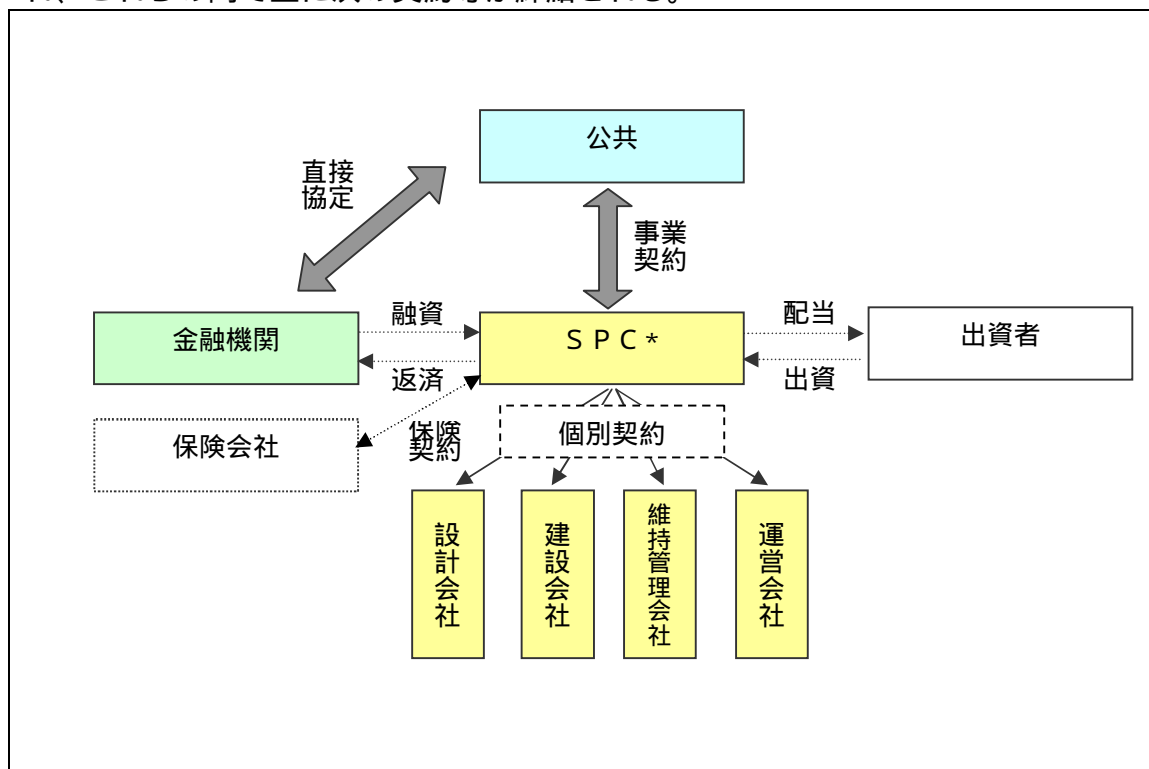 公共
直接
協定
事業
契約
金融機関
融資
返済
ＳＰＣ*
配当
出資
出資者
保険会社
保険
契約
個別契約
設計会社
建設会社
維持管理会社
運営会社